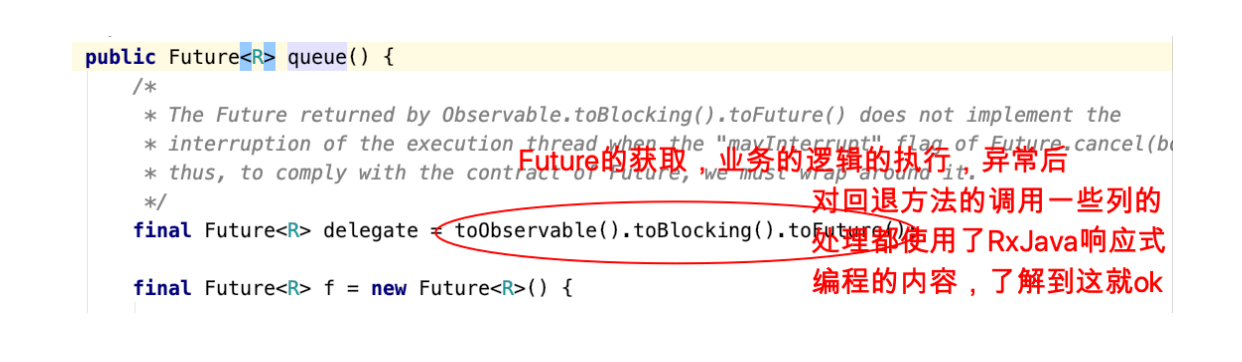 public Future<R> queue() {
/*
* The Future returned by Observable.toBlocking().toFuture() does not implement the
* interruption of the execution thread when the "mayInterrupt" flag of Future.cancel(bo
* thus, to comply with the contract of Future, we must wrap around it.
*/
final Future<R> delegate = toObservable().toBlocking().toFuture();
final Future<R> f = new Future<R>() {
Future的获取，业务的逻辑的执行，异常后
对回退方法的调用一些列的
处理都使用了RxJava响应式
编程的内容，了解到这就ok